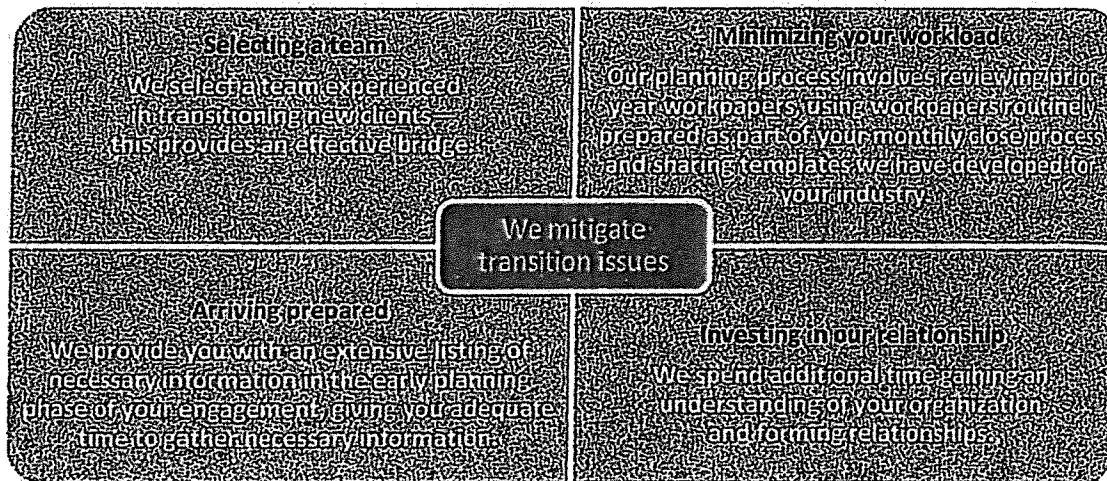 Selecting a team
We select a team experienced
in transitioning new clients—
this provides an effective bridge.
Minimizing your workload
Our planning process involves reviewing prior
year workpapers, using workpapers routinely
prepared as part of your monthly close process
and sharing templates we have developed for
your industry.
We mitigate
transition issues
Arriving prepared
We provide you with an extensive listing of
necessary information in the early planning
phase of your engagement, giving you adequate
time to gather necessary information.
Investing in our relationship
We spend additional time gaining an
understanding of your organization
and forming relationships.